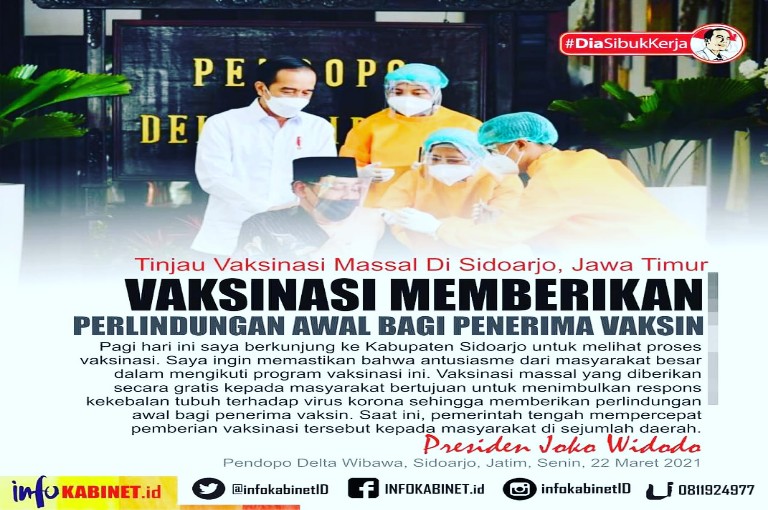 #DiaSibukKerja
PENDOPO
DEL
Tinjau Vaksinasi Massal Di Sidoarjo, Jawa Timur
VAKSINASI MEMBERIKAN
PERLINDUNGAN AWAL BAGI PENERIMA VAKSIN
Pagi hari ini saya berkunjung ke Kabupaten Sidoarjo untuk melihat proses
vaksinasi. Saya ingin memastikan bahwa antusiasme dari masyarakat besar
dalam mengikuti program vaksinasi ini. Vaksinasi massal yang diberikan
secara gratis kepada masyarakat bertujuan untuk menimbulkan respons
kekebalan tubuh terhadap virus korona sehingga memberikan perlindungan
awal bagi penerima vaksin. Saat ini, pemerintah tengah mempercepat
pemberian vaksinasi tersebut kepada masyarakat di sejumlah daerah.
Presiden Joko Widodo
Pendopo Delta Wibawa, Sidoarjo, Jatim, Senin, 22 Maret 2021
info KABINET.id @infokabinetID INFOKABINET.id infokabinetID 0811924977